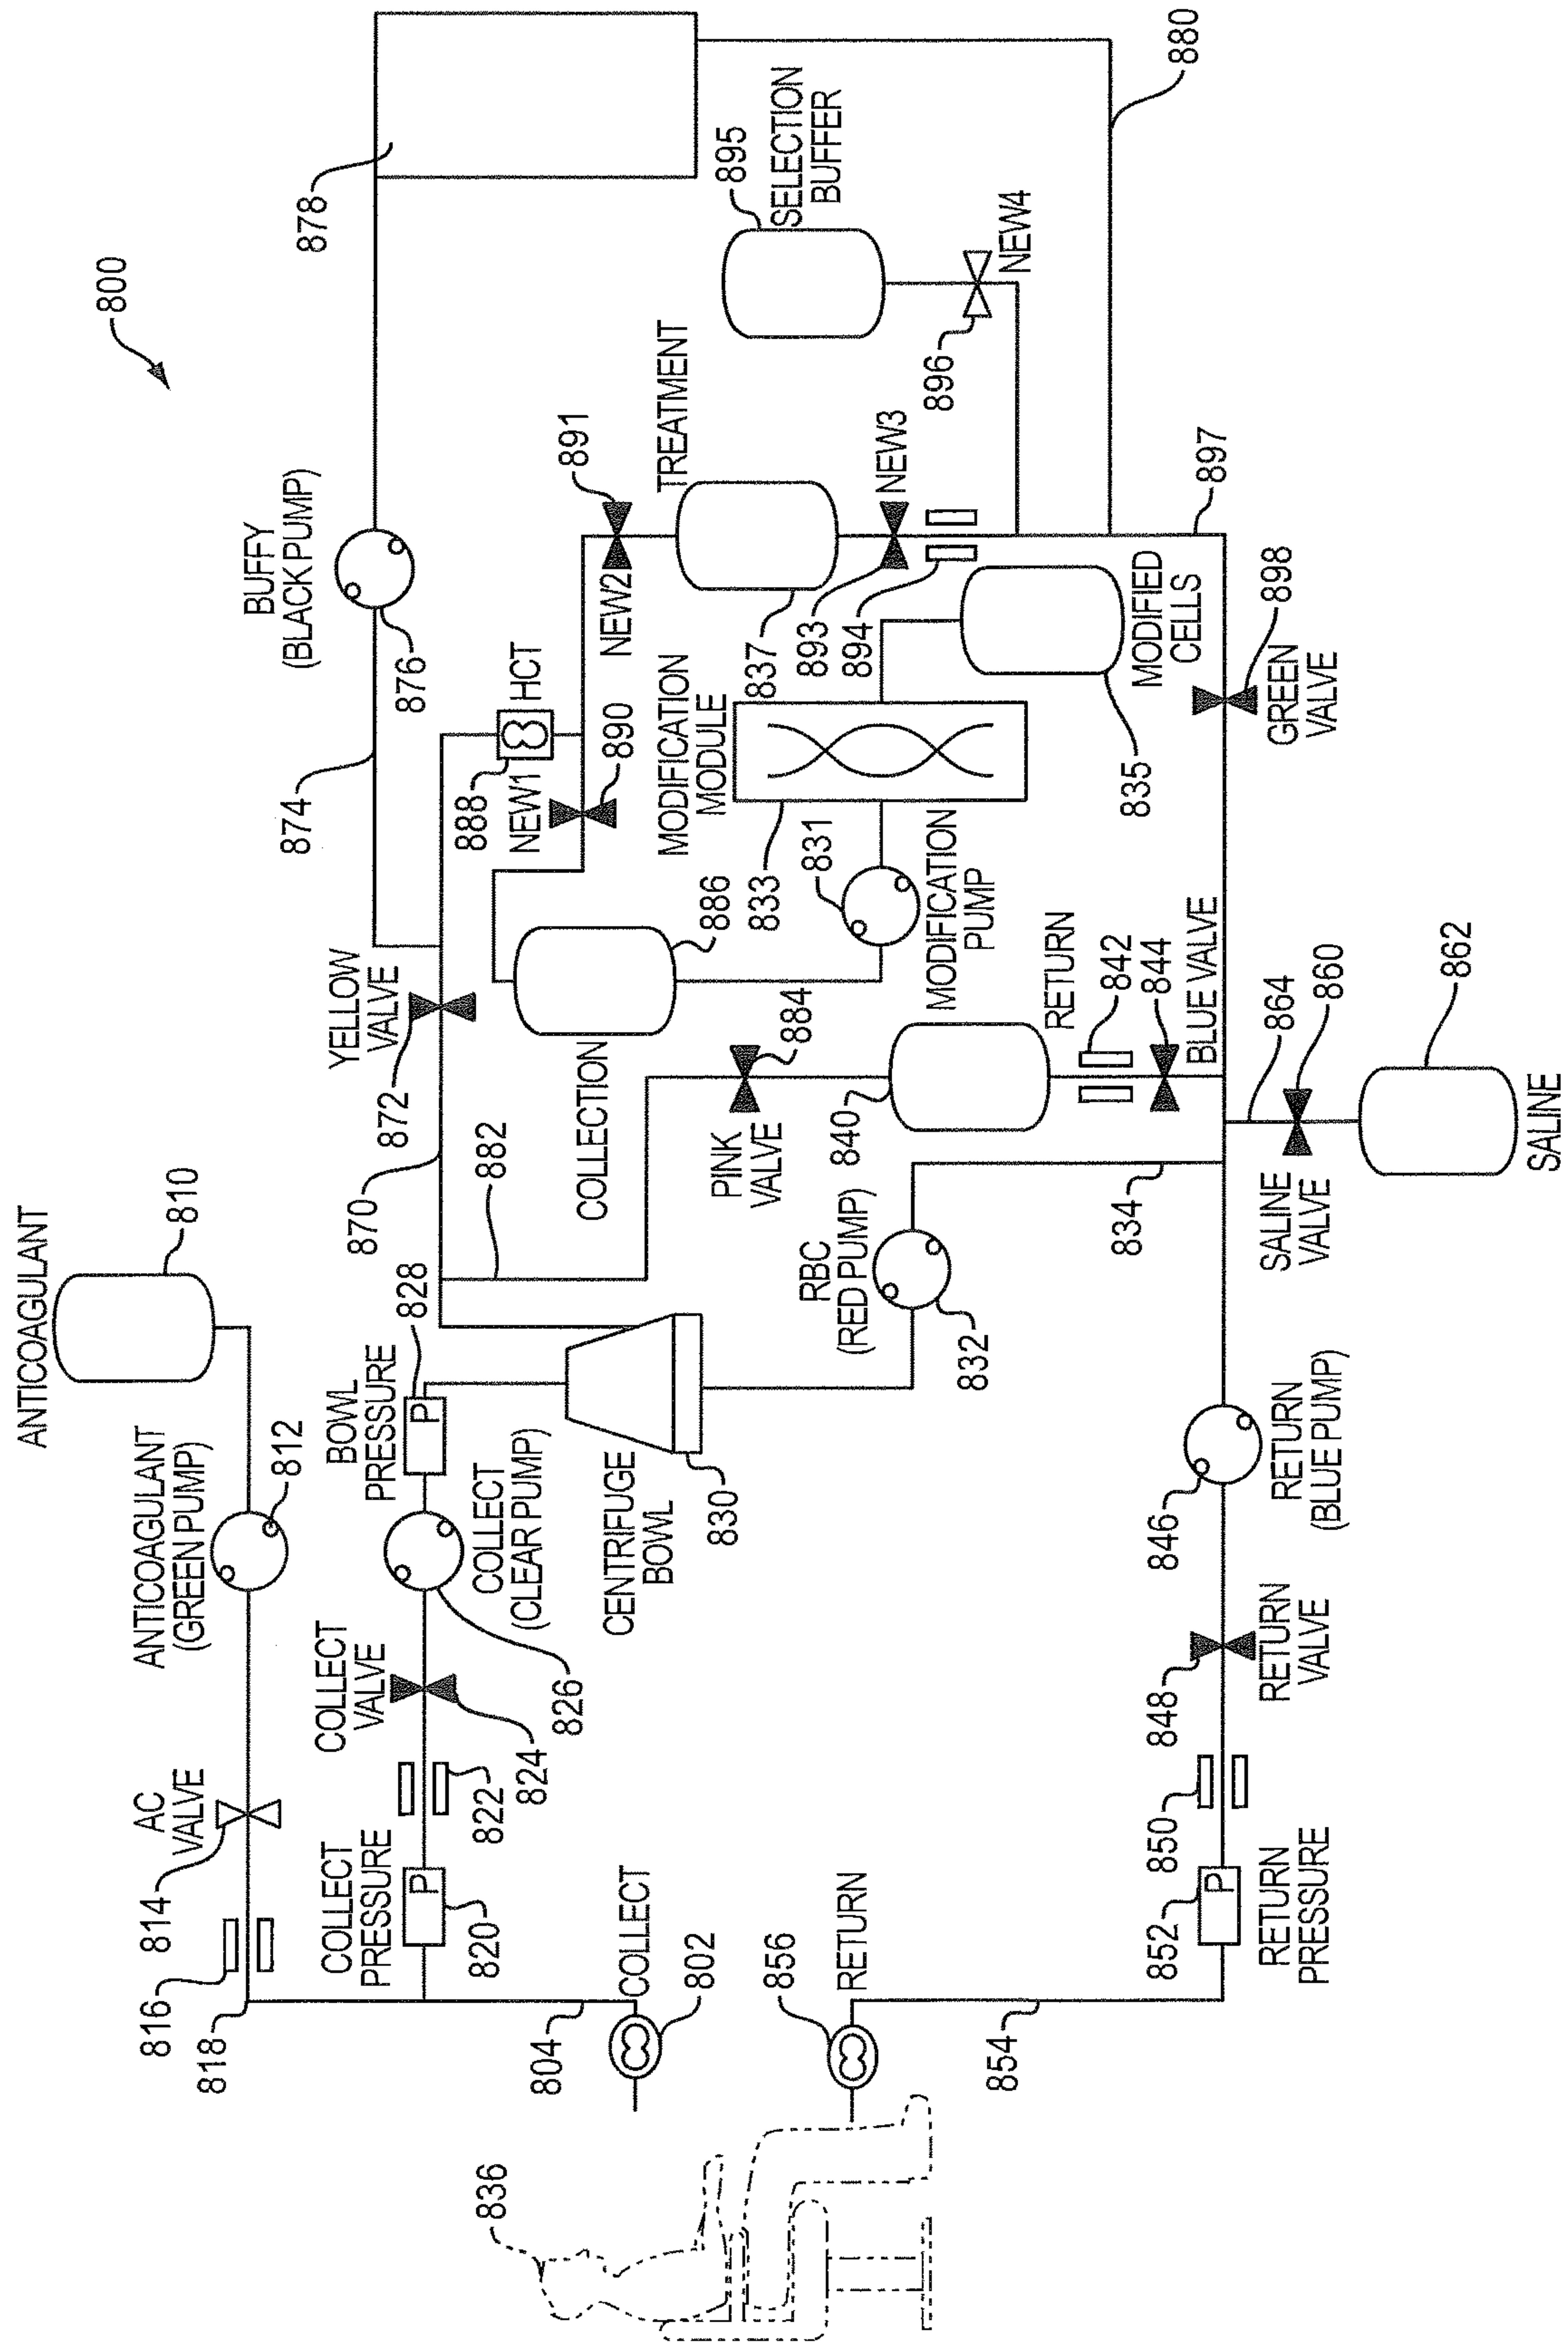 800
ANTICOAGULANT
810
ANTICOAGULANT
(GREEN PUMP)
812
AC
VALVE
814
816
818
COLLECT
PRESSURE
P
820
822
COLLECT
VALVE
824
COLLECT
(CLEAR PUMP)
826
BOWL
PRESSURE
P
828
804
COLLECT
802
836
CENTRIFUGE
BOWL
830
870
YELLOW
VALVE
872
874
BUFFY
(BLACK PUMP)
876
878
880
882
PINK
VALVE
884
COLLECTION
886
888
HCT
NEW1
890
NEW2
891
TREATMENT
837
NEW3
893
894
895
SELECTION
BUFFER
896
NEW4
897
MODIFICATION
MODULE
833
831
MODIFICATION
PUMP
MODIFIED
CELLS
835
GREEN
VALVE
898
RBC
(RED PUMP)
832
834
840
RETURN
842
844
BLUE VALVE
864
SALINE
VALVE
860
862
SALINE
RETURN
(BLUE PUMP)
846
RETURN
VALVE
848
850
RETURN
PRESSURE
P
852
854
RETURN
856